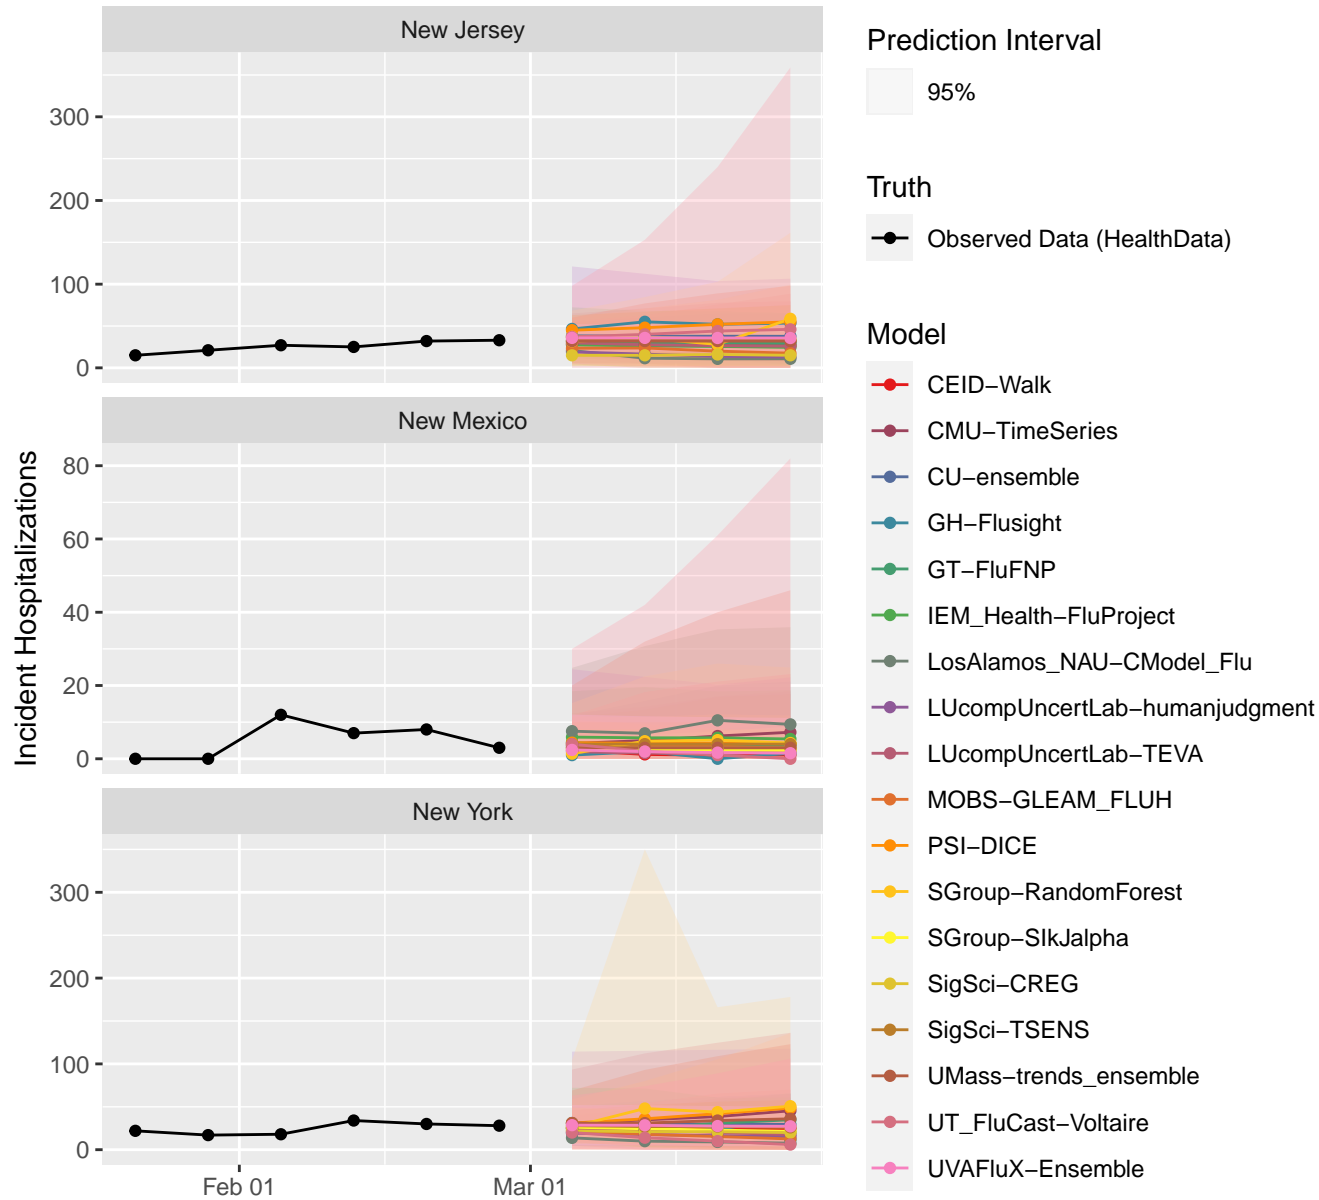 New Jersey
300
200
100
0
New Mexico
80
60
40
20
0
New York
300
200
100
0
Feb 01
Mar 01
Incident Hospitalizations
Prediction Interval
95%
Truth
Observed Data (HealthData)
Model
CEID−Walk
CMU−TimeSeries
CU−ensemble
GH−Flusight
GT−FluFNP
IEM_Health−FluProject
LosAlamos_NAU−CModel_Flu
LUcompUncertLab−humanjudgment
LUcompUncertLab−TEVA
MOBS−GLEAM_FLUH
PSI−DICE
SGroup−RandomForest
SGroup−SIkJalpha
SigSci−CREG
SigSci−TSENS
UMass−trends_ensemble
UT_FluCast−Voltaire
UVAFluX−Ensemble